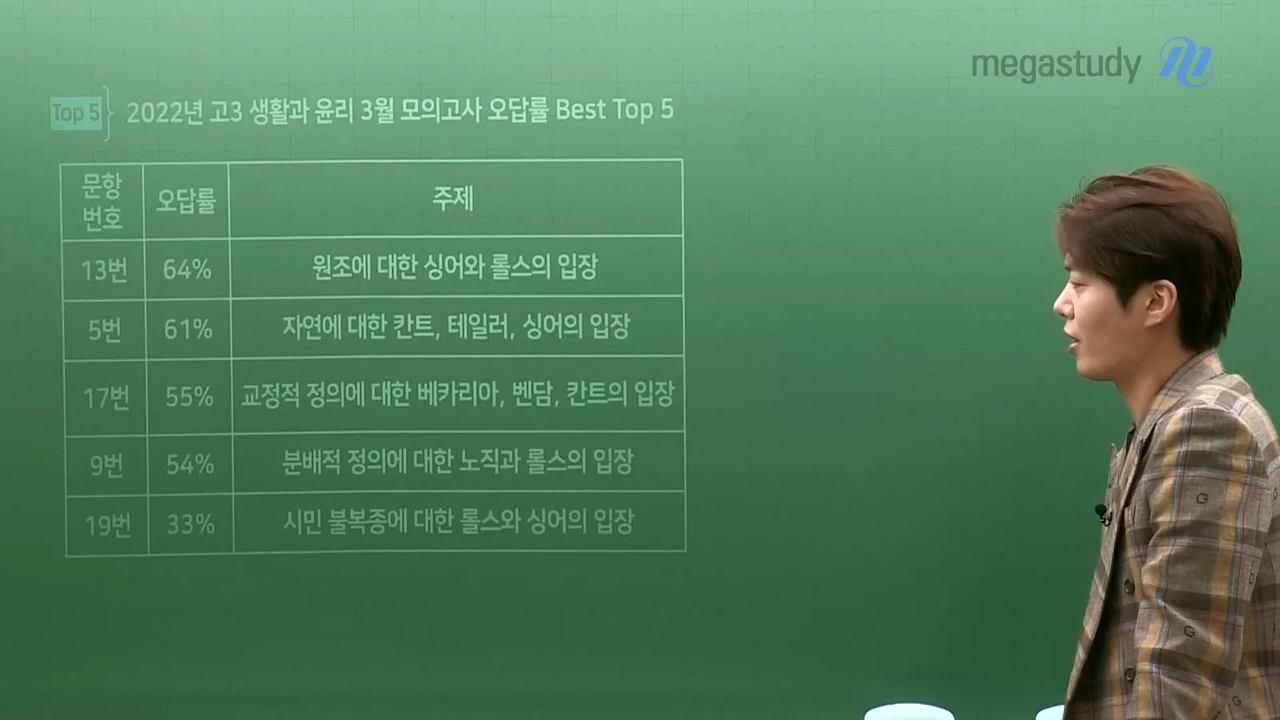 megastudy
Top 5 2022년 고3 생활과 윤리 3월 모의고사 오답률 Best Top 5
문항
번호 오답률 주제
13번 64% 원조에 대한 싱어와 롤스의 입장
5번 61% 자연에 대한 칸트, 테일러, 싱어의 입장
17번 55% 교정적 정의에 대한 베카리아, 벤담, 칸트의 입장
9번 54% 분배적 정의에 대한 노직과 롤스의 입장
19번 33% 시민 불복종에 대한 롤스와 싱어의 입장